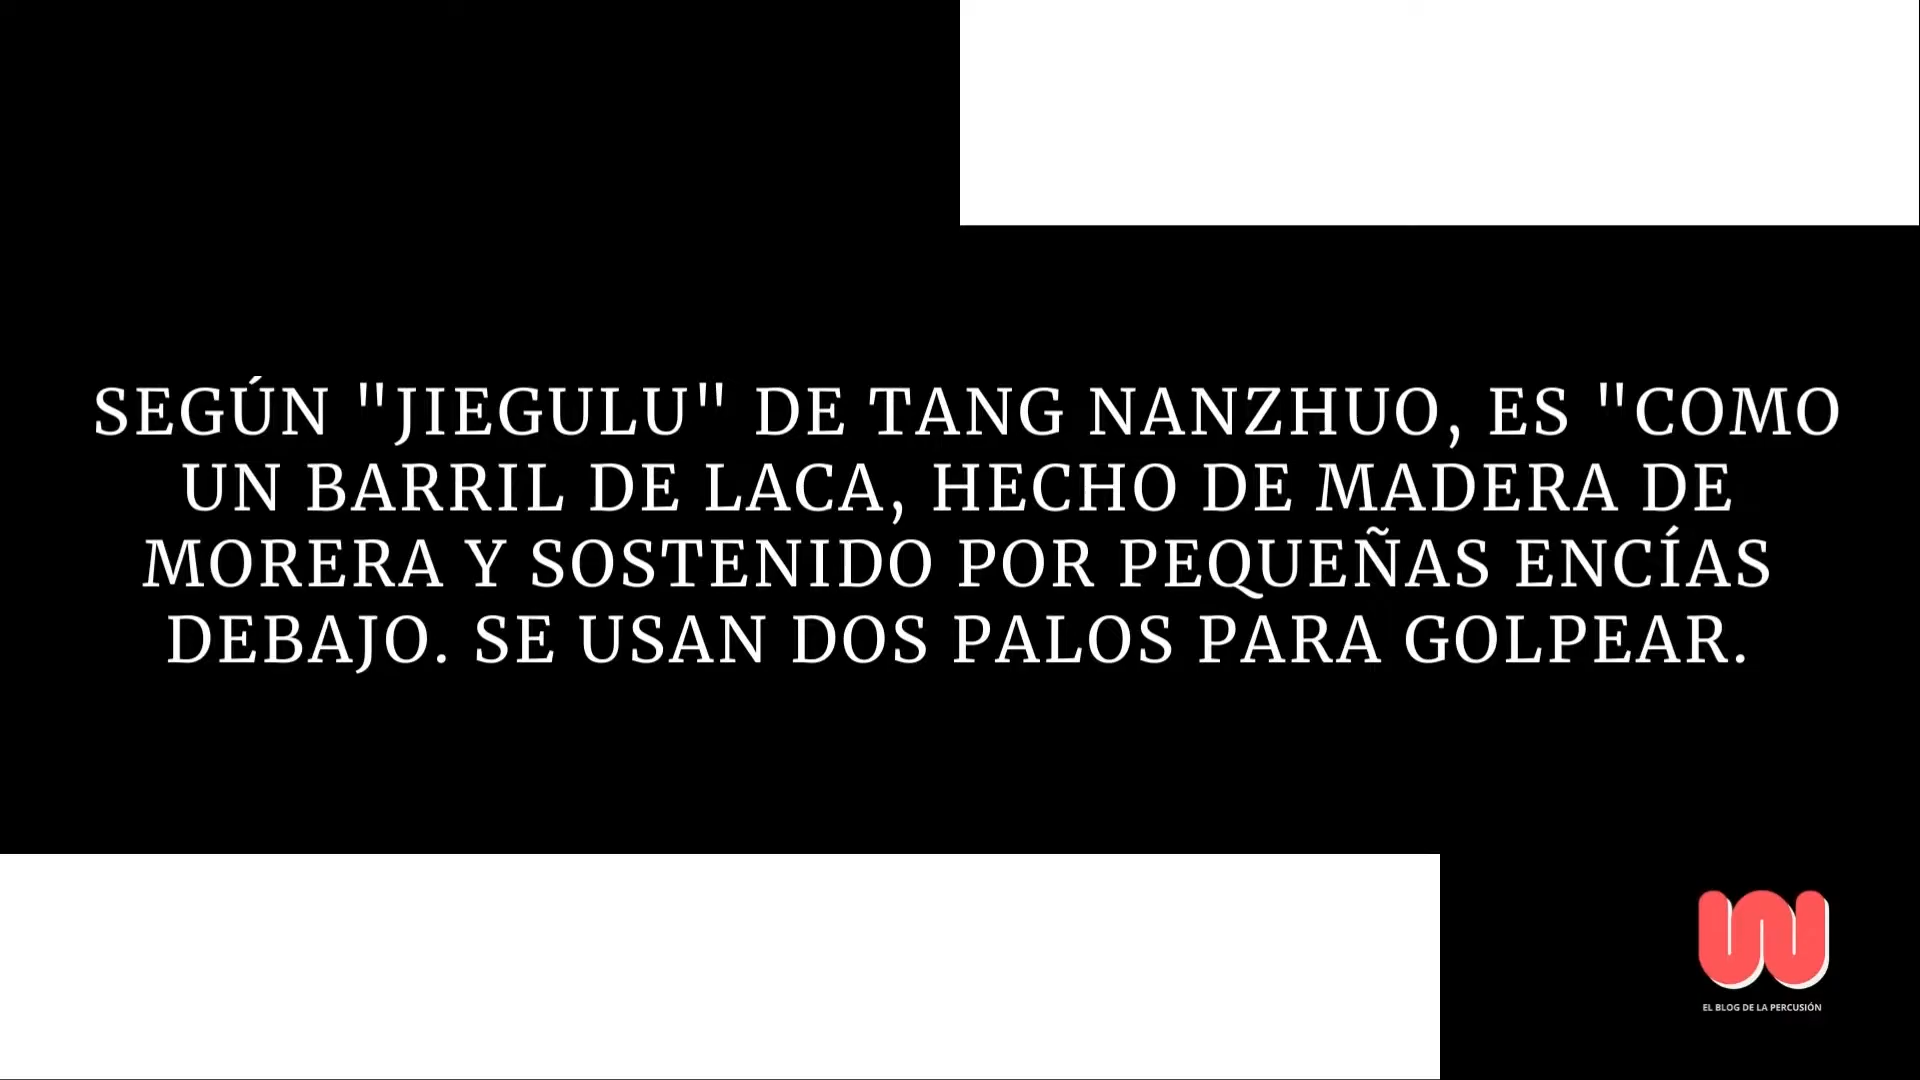 SEGÚN "JIEGULU" DE TANG NANZHUO, ES "COMO
UN BARRIL DE LACA, HECHO DE MADERA DE
MORERA Y SOSTENIDO POR PEQUEÑAS ENCÍAS
DEBAJO. SE USAN DOS PALOS PARA GOLPEAR.
EL BLOG DE LA PERCUSIÓN